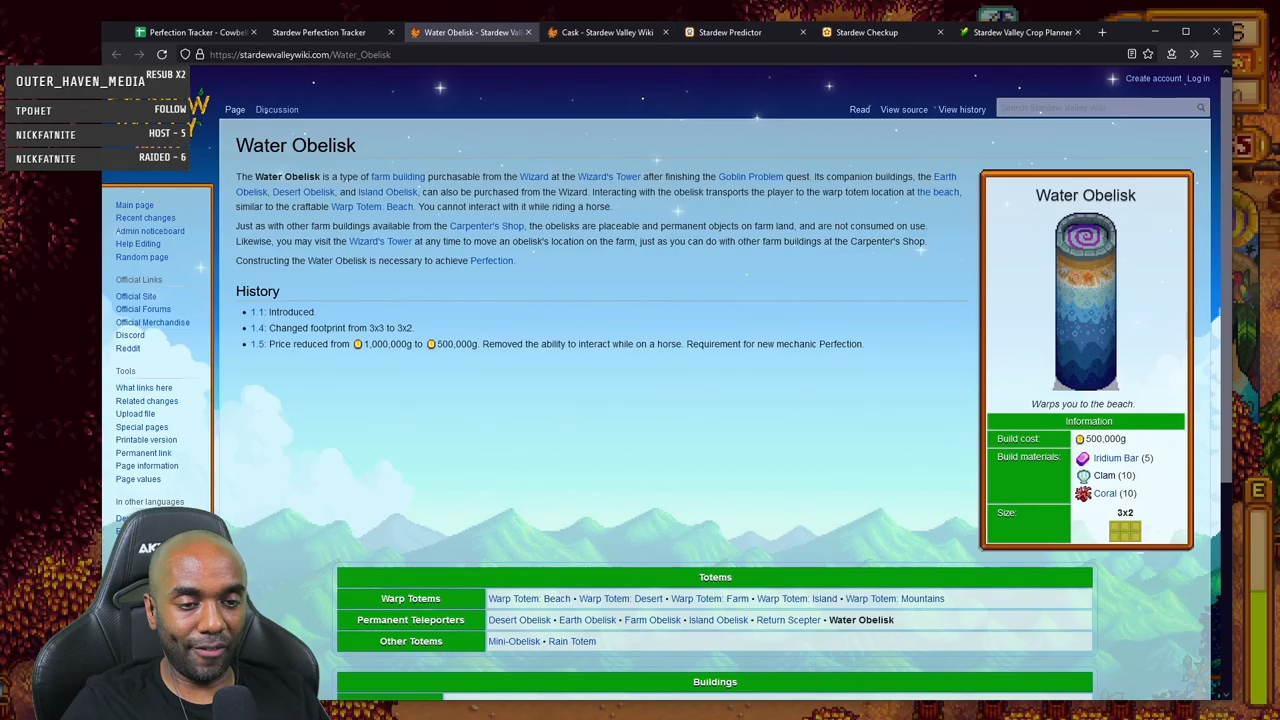 Perfection Tracker - Cowbell
Stardew Perfection Tracker
Water Obelisk - Stardew Val
Cask - Stardew Valley Wiki
Stardew Predictor
Stardew Checkup
Stardew Valley Crop Planner
https://stardewvalleywiki.com/Water_Obelisk
OUTER_HAVEN_MEDIA RESUB X2
TPOHET FOLLOW
NICKFATNITE HOST - 5
NICKFATNITE RAIDED - 6
Create account Log in
Page Discussion Read View source View history Search Stardew Valley Wiki
Main page
Recent changes
Admin noticeboard
Help Editing
Random page
Official Links
Official Site
Official Forums
Official Merchandise
Discord
Reddit
Tools
What links here
Related changes
Upload file
Special pages
Printable version
Permanent link
Page information
Page values
In other languages
Water Obelisk
The Water Obelisk is a type of farm building purchasable from the Wizard at the Wizard's Tower after finishing the Goblin Problem quest. Its companion buildings, the Earth
Obelisk, Desert Obelisk, and Island Obelisk, can also be purchased from the Wizard. Interacting with the obelisk transports the player to the warp totem location at the beach,
similar to the craftable Warp Totem: Beach. You cannot interact with it while riding a horse.
Just as with other farm buildings available from the Carpenter's Shop, the obelisks are placeable and permanent objects on farm land, and are not consumed on use.
Likewise, you may visit the Wizard's Tower at any time to move an obelisk's location on the farm, just as you can do with other farm buildings at the Carpenter's Shop.
Constructing the Water Obelisk is necessary to achieve Perfection.
History
• 1.1: Introduced.
• 1.4: Changed footprint from 3x3 to 3x2.
• 1.5: Price reduced from 1,000,000g to 500,000g. Removed the ability to interact while on a horse. Requirement for new mechanic Perfection.
Water Obelisk
Warps you to the beach.
Information
Build cost: 500,000g
Build materials: Iridium Bar (5)
Clam (10)
Coral (10)
Size: 3x2
Totems
Warp Totems Warp Totem: Beach • Warp Totem: Desert • Warp Totem: Farm • Warp Totem: Island • Warp Totem: Mountains
Permanent Teleporters Desert Obelisk • Earth Obelisk • Farm Obelisk • Island Obelisk • Return Scepter • Water Obelisk
Other Totems Mini-Obelisk • Rain Totem
Buildings
E